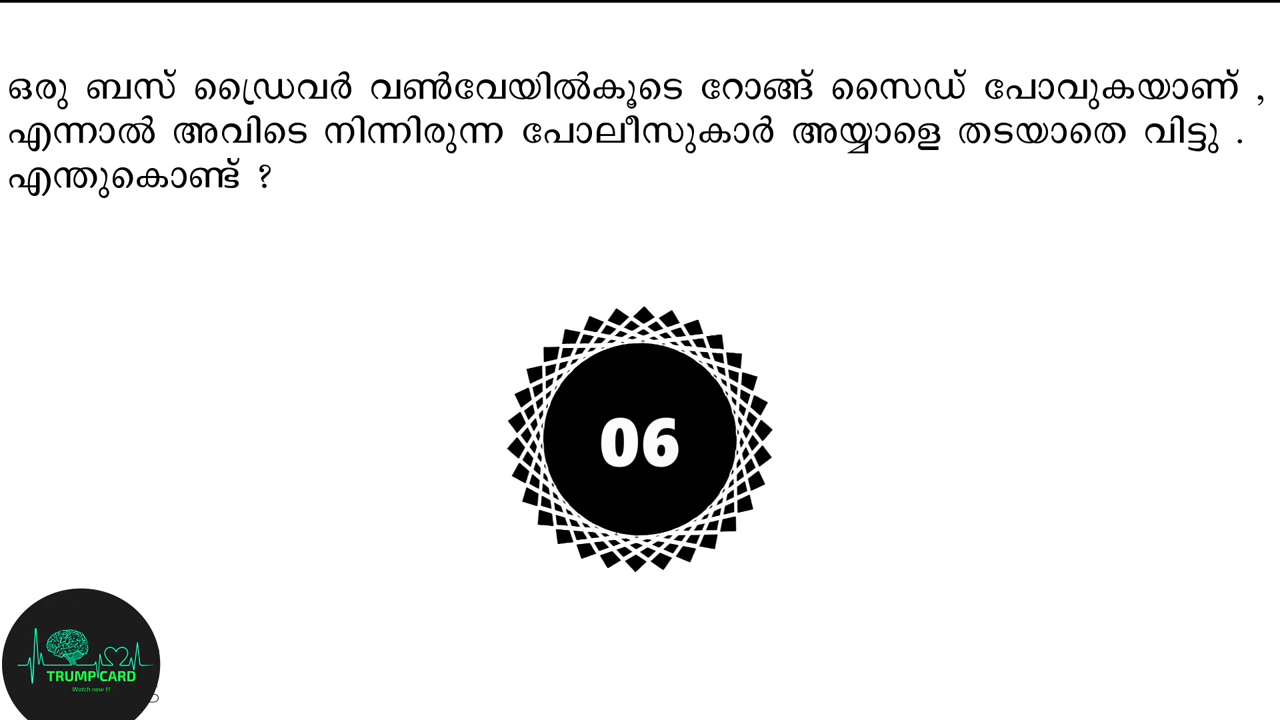 ഒരു ബസ് ഡ്രൈവർ വൺവേയിൽകൂടെ റോങ്ങ് സൈഡ് പോവുകയാണ് ,
എന്നാൽ അവിടെ നിന്നിരുന്ന പോലീസുകാർ അയ്യാളെ തടയാതെ വിട്ടു .
എന്തുകൊണ്ട് ?
06
TRUMP CARD
Watch new !!!